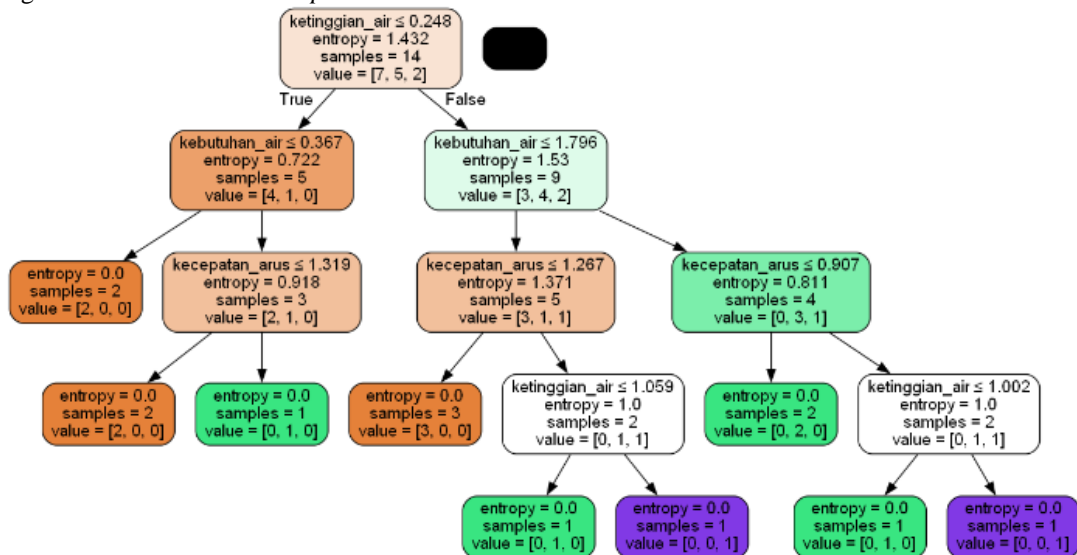 ketinggian_air ≤ 0.248
entropy = 1.432
samples = 14
value = [7, 5, 2]
True
False
kebutuhan_air ≤ 0.367
entropy = 0.722
samples = 5
value = [4, 1, 0]
kebutuhan_air ≤ 1.796
entropy = 1.53
samples = 9
value = [3, 4, 2]
entropy = 0.0
samples = 2
value = [2, 0, 0]
kecepatan_arus ≤ 1.319
entropy = 0.918
samples = 3
value = [2, 1, 0]
kecepatan_arus ≤ 1.267
entropy = 1.371
samples = 5
value = [3, 1, 1]
kecepatan_arus ≤ 0.907
entropy = 0.811
samples = 4
value = [0, 3, 1]
entropy = 0.0
samples = 2
value = [2, 0, 0]
entropy = 0.0
samples = 1
value = [0, 1, 0]
entropy = 0.0
samples = 3
value = [3, 0, 0]
ketinggian_air ≤ 1.059
entropy = 1.0
samples = 2
value = [0, 1, 1]
entropy = 0.0
samples = 2
value = [0, 2, 0]
ketinggian_air ≤ 1.002
entropy = 1.0
samples = 2
value = [0, 1, 1]
entropy = 0.0
samples = 1
value = [0, 1, 0]
entropy = 0.0
samples = 1
value = [0, 0, 1]
entropy = 0.0
samples = 1
value = [0, 1, 0]
entropy = 0.0
samples = 1
value = [0, 0, 1]